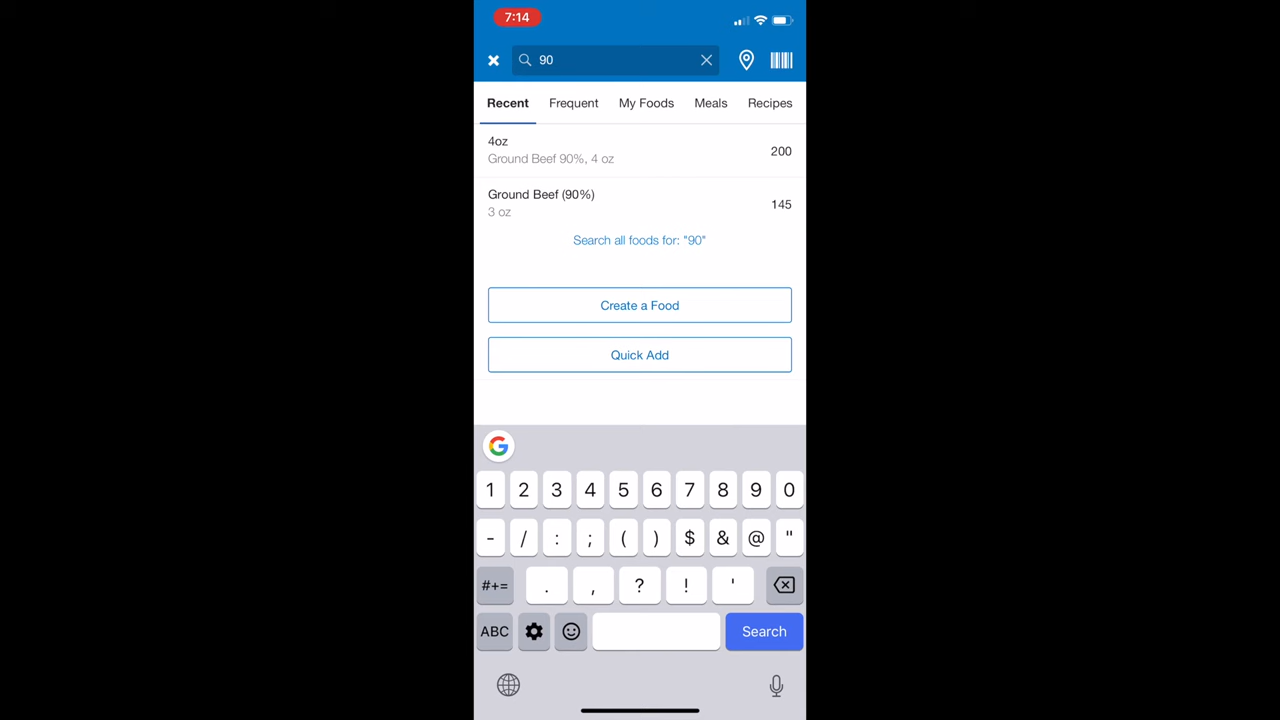 7:14
90
Recent Frequent My Foods Meals Recipes
4oz
200
Ground Beef 90%, 4 oz
Ground Beef (90%)
145
3 oz
Search all foods for: "90"
Create a Food
Quick Add
G
1 2 3 4 5 6 7 8 9 0
- / : ; ( ) $ & @ "
#+= . , ? ! '
ABC Search